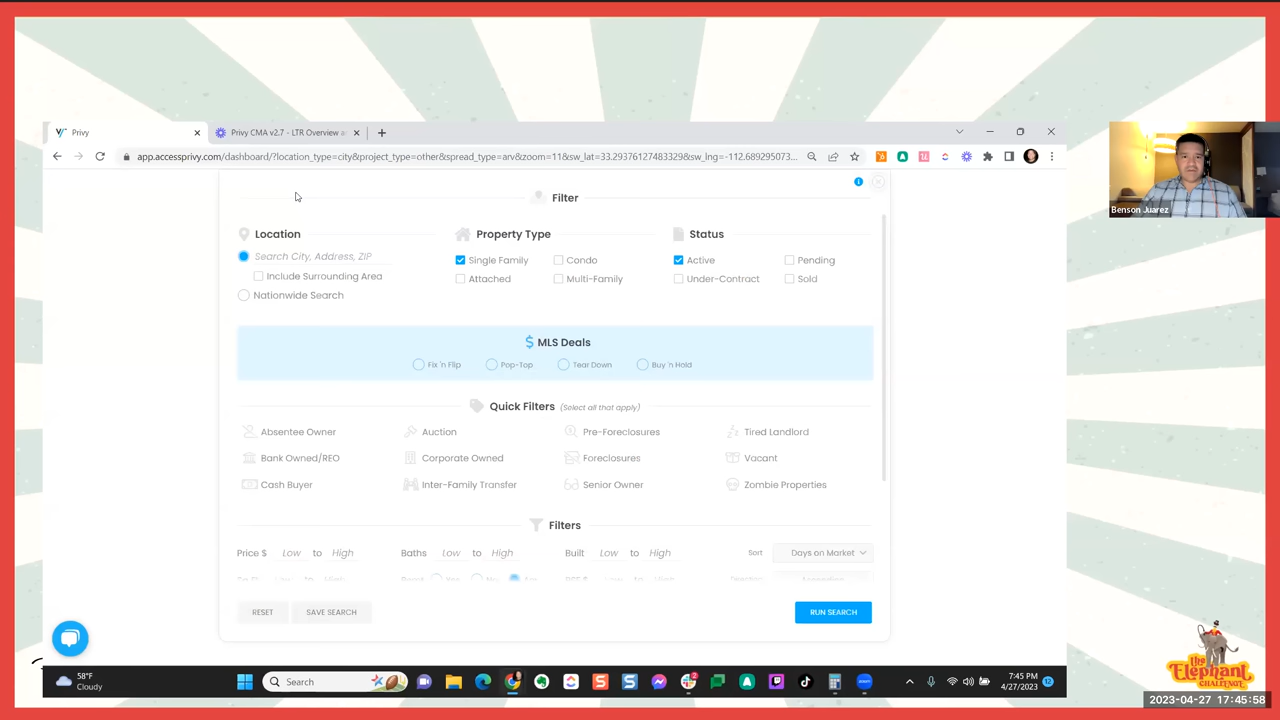 Privy
Privy CMA v2.7 - LTR Overview a
app.accessprivy.com/dashboard/?location_type=city&project_type=other&spread_type=arv&zoom=11&sw_lat=33.29376127483329&sw_lng=-112.689295073...
Filter
Location
Search City, Address, ZIP
Include Surrounding Area
Nationwide Search
Property Type
Single Family
Condo
Attached
Multi-Family
Status
Active
Pending
Under-Contract
Sold
$ MLS Deals
Fix 'n Flip
Pop-Top
Tear Down
Buy 'n Hold
Quick Filters (Select all that apply)
Absentee Owner
Auction
Pre-Foreclosures
Tired Landlord
Bank Owned/REO
Corporate Owned
Foreclosures
Vacant
Cash Buyer
Inter-Family Transfer
Senior Owner
Zombie Properties
Filters
Price $ Low to High
Baths Low to High
Built Low to High
Sort Days on Market
RESET
SAVE SEARCH
RUN SEARCH
Benson Juarez
58°F
Cloudy
Search
7:45 PM
4/27/2023
12
the Elephant
CHALLENGE
2023-04-27 17:45:58